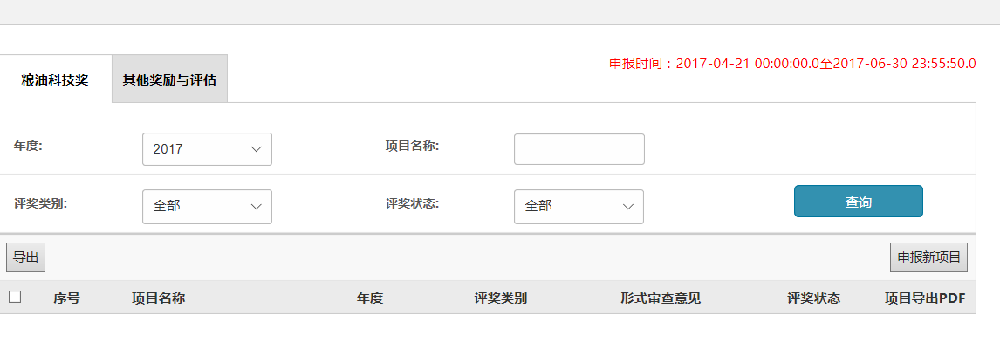 申报时间：2017-04-21 00:00:00.0至2017-06-30 23:55:50.0
粮油科技奖 其他奖励与评估
年度: 2017 项目名称:
评奖类别: 全部 评奖状态: 全部 查询
导出 申报新项目
序号 项目名称 年度 评奖类别 形式审查意见 评奖状态 项目导出PDF